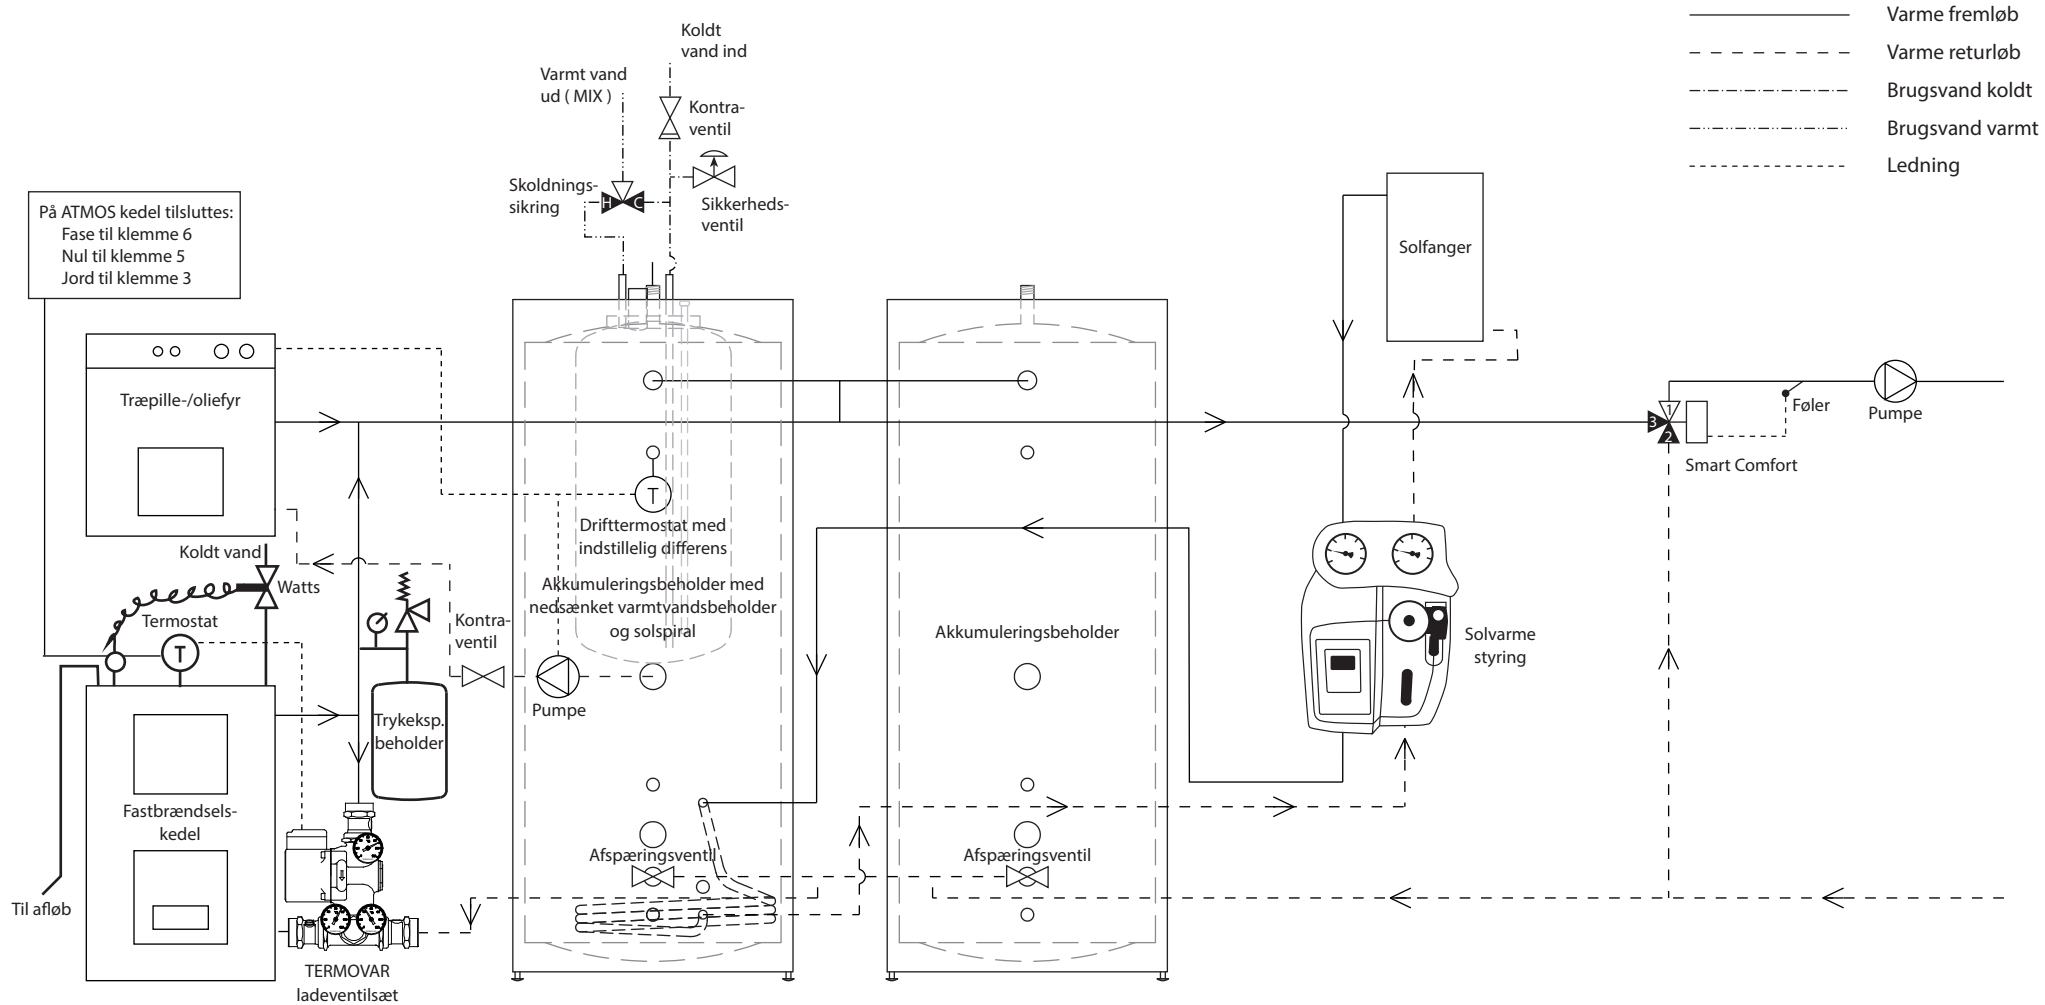 Varme fremløb
Varme returløb
Brugsvand koldt
Brugsvand varmt
Ledning
Koldt
vand ind
Varmt vand
ud ( MIX )
Kontra-
ventil
Skoldnings-
sikring
H
C
Sikkerheds-
ventil
På ATMOS kedel tilsluttes:
Fase til klemme 6
Nul til klemme 5
Jord til klemme 3
Solfanger
Træpille-/oliefyr
Føler
Pumpe
1
3
2
Smart Comfort
T
Drifttermostat med
indstillelig differens
Koldt vand
Watts
Akkumuleringsbeholder med
nedsænket varmtvandsbeholder
og solspiral
Termostat
T
Kontra-
ventil
Akkumuleringsbeholder
Solvarme
styring
Pumpe
Trykeksp.
beholder
Fastbrændsels-
kedel
Afspæringsventil
Afspæringsventil
Til afløb
TERMOVAR
ladeventilsæt